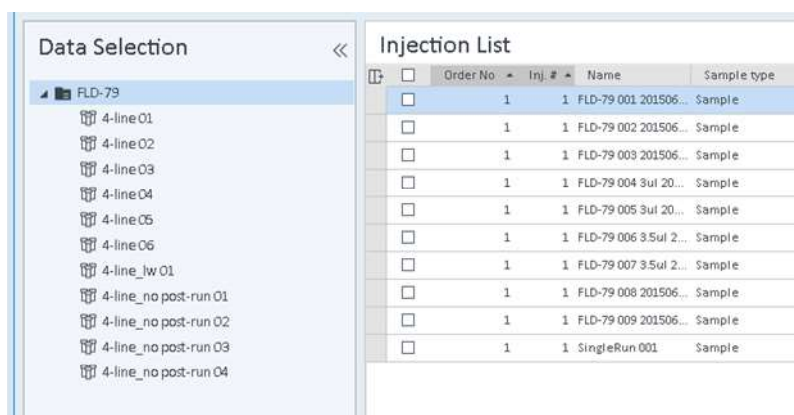 Data Selection
FLD-79
4-line 01
4-line 02
4-line 03
4-line 04
4-line 05
4-line 06
4-line_lw 01
4-line_no post-run 01
4-line_no post-run 02
4-line_no post-run 03
4-line_no post-run 04
Injection List
Order No Inj. # Name Sample type
1 1 FLD-79 001 201506... Sample
1 1 FLD-79 002 201506... Sample
1 1 FLD-79 003 201506... Sample
1 1 FLD-79 004 3ul 20... Sample
1 1 FLD-79 005 3ul 20... Sample
1 1 FLD-79 006 3.5ul 2... Sample
1 1 FLD-79 007 3.5ul 2... Sample
1 1 FLD-79 008 201506... Sample
1 1 FLD-79 009 201506... Sample
1 1 SingleRun 001 Sample